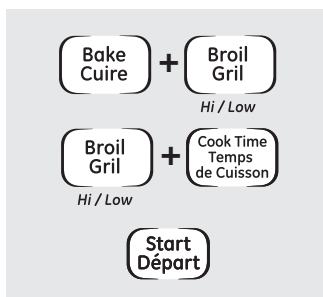 Bake
Cuire
+
Broil
Gril
Hi / Low
Broil
Gril
Hi / Low
+
Cook Time
Temps
de Cuisson
Start
Départ